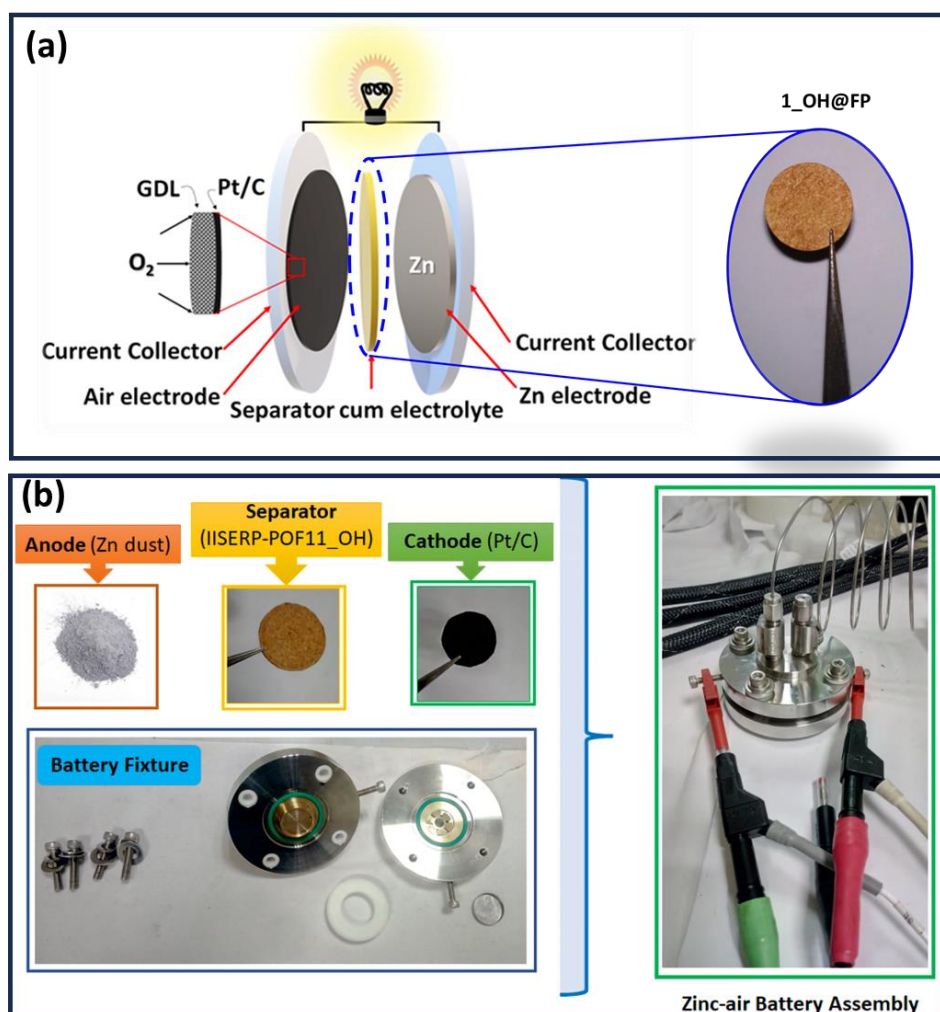 (a)
1_OH@FP
GDL
Pt/C
O₂
Zn
Current Collector
Air electrode
Separator cum electrolyte
Current Collector
Zn electrode
(b)
Anode (Zn dust)
Separator
(IISERP-POF11_OH)
Cathode (Pt/C)
Battery Fixture
Zinc-air Battery Assembly